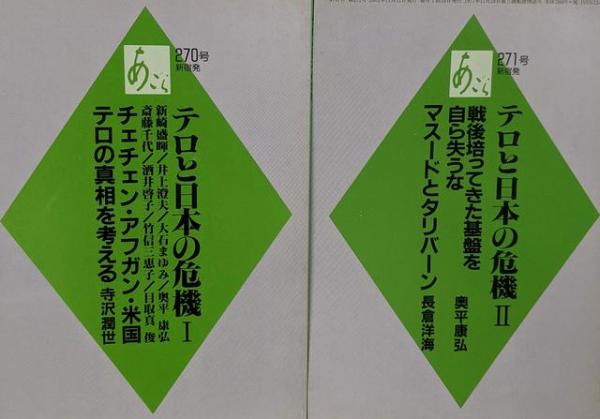 あごら
270号
新宿発
テロと日本の危機 I
新崎盛暉/井上澄夫/大石まゆみ/奥平 康弘
斎藤千代/酒井啓子/竹信三恵子/目取真 俊
チェチェン・アフガン・米国
テロの真相を考える 寺沢潤世
あごら
271号
新宿発
テロと日本の危機 II
戦後培ってきた基盤を
自ら失うな 奥平康弘
マスードとタリバーン 長倉洋海